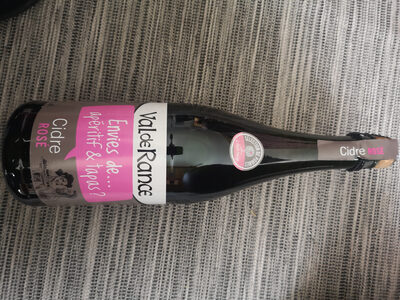 Val de Rance
Envies de...
apéritif & tapas?
Cidre
ROSÉ
Cidre ROSÉ